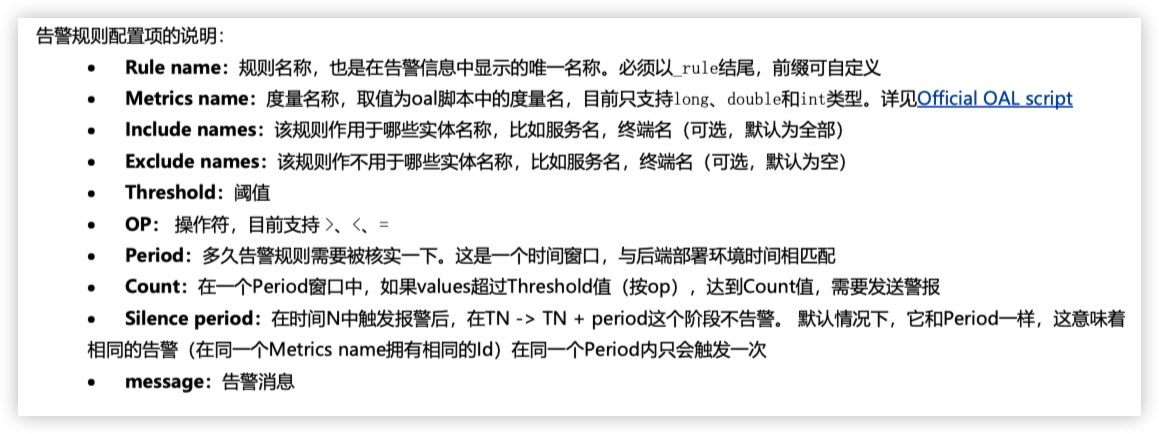 告警规则配置项的说明：
• Rule name：规则名称，也是在告警信息中显示的唯一名称。必须以_rule结尾，前缀可自定义
• Metrics name：度量名称，取值为oal脚本中的度量名，目前只支持long、double和int类型。详见Official OAL script
• Include names：该规则作用于哪些实体名称，比如服务名，终端名（可选，默认为全部）
• Exclude names：该规则作不用于哪些实体名称，比如服务名，终端名（可选，默认为空）
• Threshold：阈值
• OP： 操作符，目前支持 >、<、=
• Period：多久告警规则需要被核实一下。这是一个时间窗口，与后端部署环境时间相匹配
• Count：在一个Period窗口中，如果values超过Threshold值（按op），达到Count值，需要发送警报
• Silence period：在时间N中触发报警后，在TN -> TN + period这个阶段不告警。 默认情况下，它和Period一样，这意味着
相同的告警（在同一个Metrics name拥有相同的Id）在同一个Period内只会触发一次
• message：告警消息